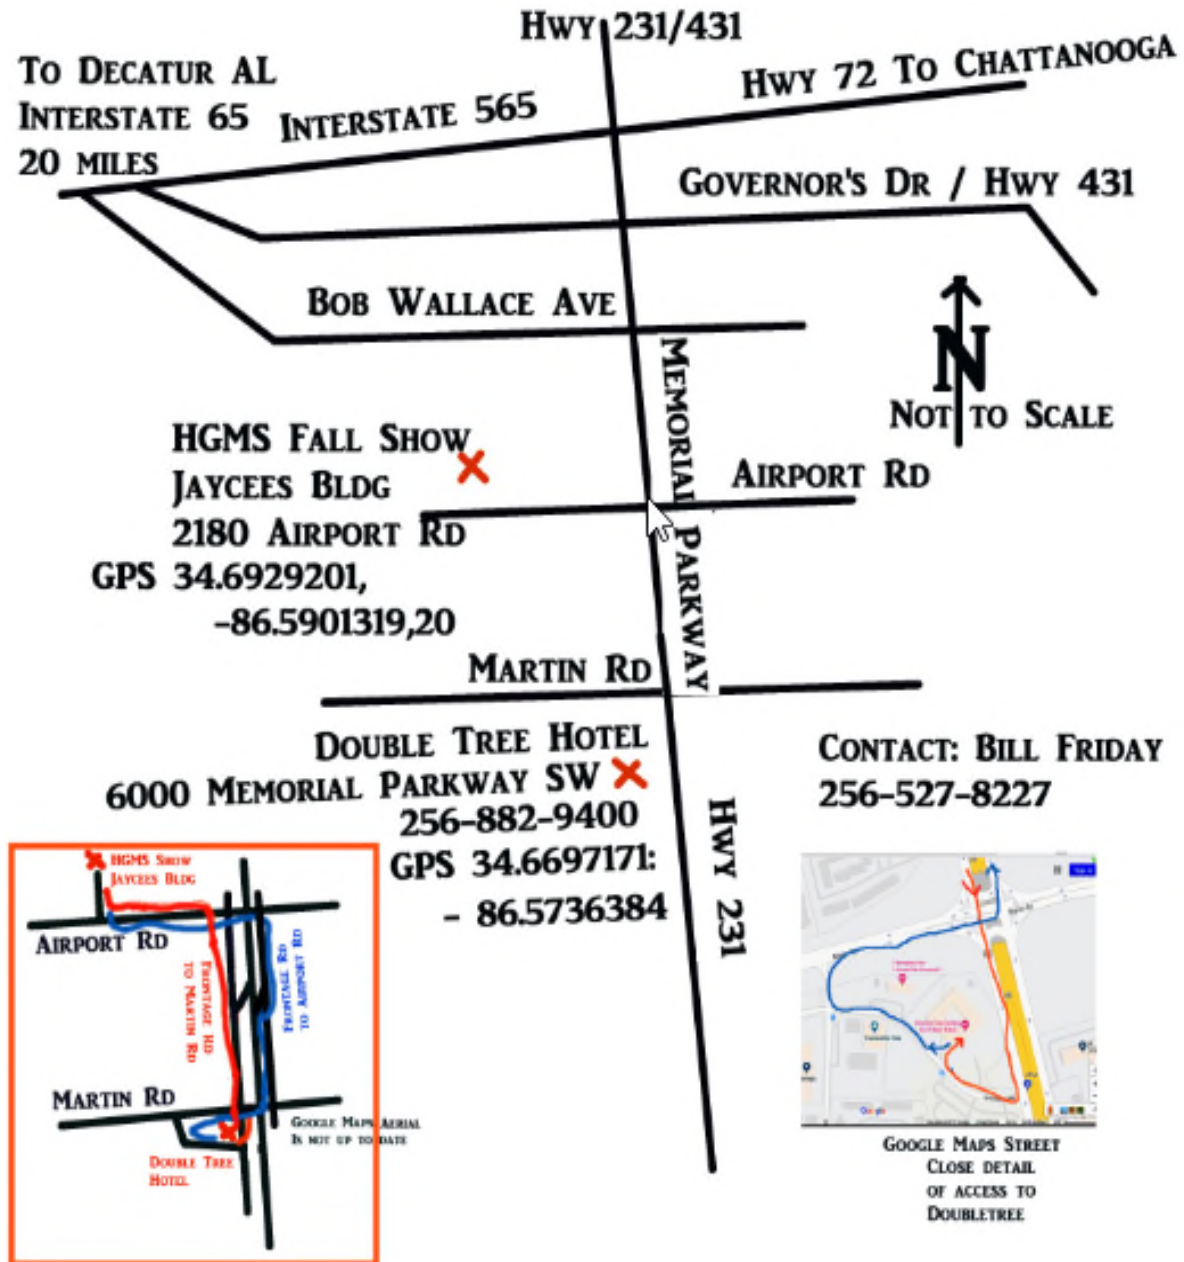 Hwy 231/431
To Decatur AL
Interstate 65
20 miles
Interstate 565
Hwy 72 To Chattanooga
Governor's Dr / Hwy 431
Bob Wallace Ave
N
Not to Scale
Memorial Parkway
HGMS Fall Show
Jaycees Bldg
2180 Airport Rd
GPS 34.6929201,
-86.5901319,20
Airport Rd
Martin Rd
Double Tree Hotel
6000 Memorial Parkway SW
256-882-9400
GPS 34.6697171:
- 86.5736384
Contact: Bill Friday
256-527-8227
Hwy 231
HGMS Show
Jaycees Bldg
Airport Rd
Frontage Rd
to Martin Rd
Frontage Rd
to Airport Rd
Martin Rd
Google Maps Aerial
Is not up to date
Double Tree
Hotel
Google
Google Maps Street
Close detail
of access to
Doubletree